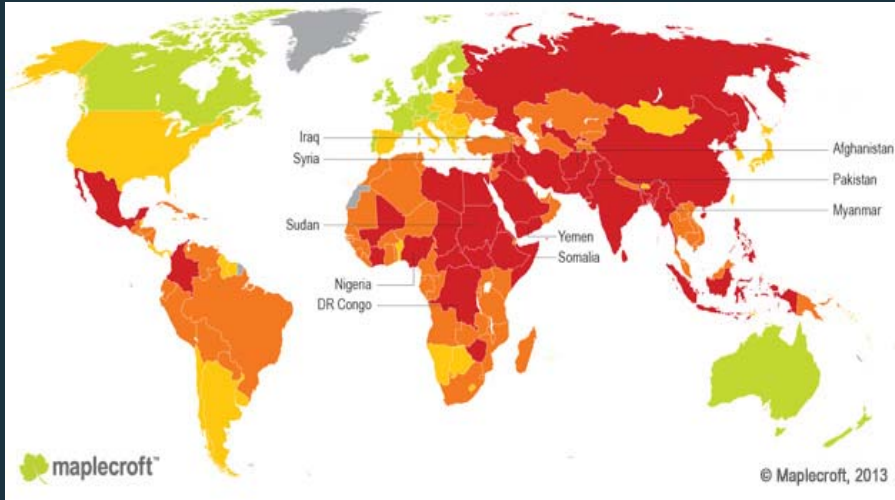 Iraq
Syria
Afghanistan
Pakistan
Myanmar
Sudan
Yemen
Somalia
Nigeria
DR Congo
maplecroft™
© Maplecroft, 2013